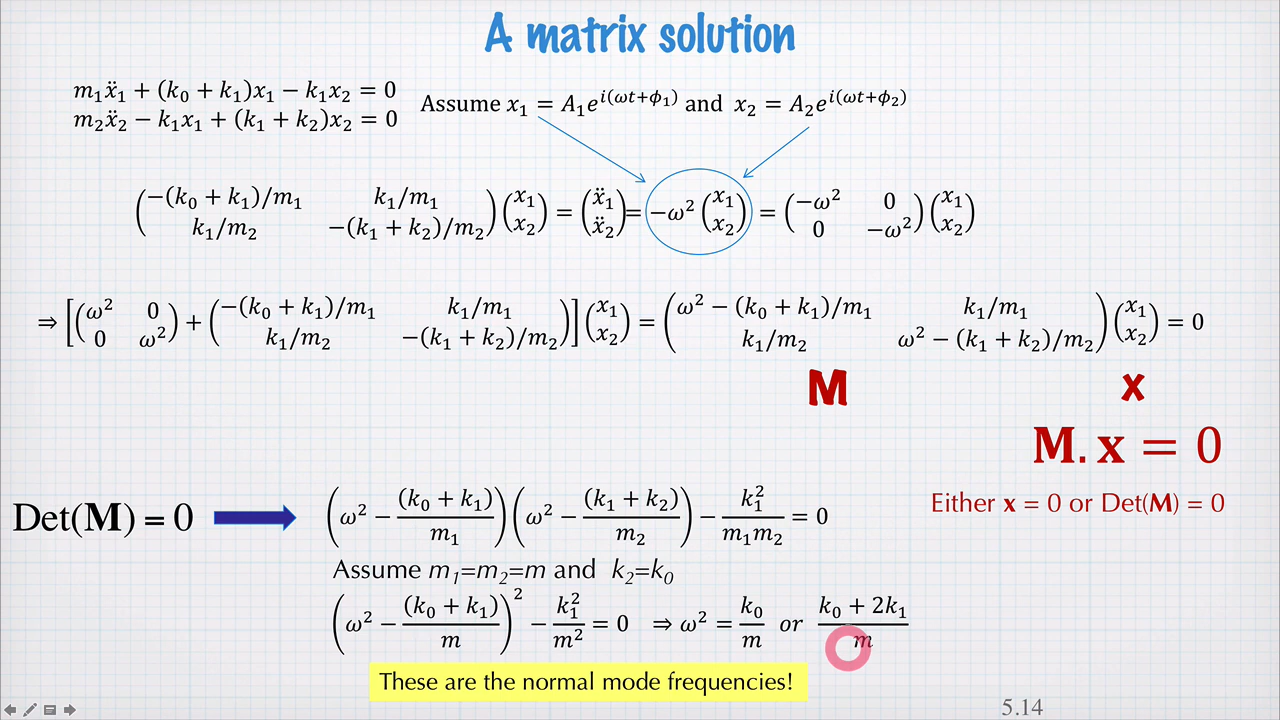 A matrix solution
m₁ẍ₁ + (k₀ + k₁)x₁ − k₁x₂ = 0
m₂ẍ₂ − k₁x₁ + (k₁ + k₂)x₂ = 0
Assume x₁ = A₁e^{i(ωt+ϕ₁)} and x₂ = A₂e^{i(ωt+ϕ₂)}
(−(k₀ + k₁)/m₁ k₁/m₁ ; k₁/m₂ −(k₁ + k₂)/m₂)(x₁ ; x₂) = (ẍ₁ ; ẍ₂) = −ω² (x₁ ; x₂) = (−ω² 0 ; 0 −ω²)(x₁ ; x₂)
⇒ [(ω² 0 ; 0 ω²) + (−(k₀ + k₁)/m₁ k₁/m₁ ; k₁/m₂ −(k₁ + k₂)/m₂)](x₁ ; x₂) = (ω² − (k₀ + k₁)/m₁ k₁/m₁ ; k₁/m₂ ω² − (k₁ + k₂)/m₂)(x₁ ; x₂) = 0
M x
M. x = 0
Either x = 0 or Det(M) = 0
Det(M) = 0
(ω² − (k₀ + k₁)/m₁)(ω² − (k₁ + k₂)/m₂) − k₁²/m₁m₂ = 0
Assume m₁=m₂=m and k₂=k₀
(ω² − (k₀ + k₁)/m)² − k₁²/m² = 0 ⇒ ω² = k₀/m or k₀ + 2k₁/m
These are the normal mode frequencies!
5.14